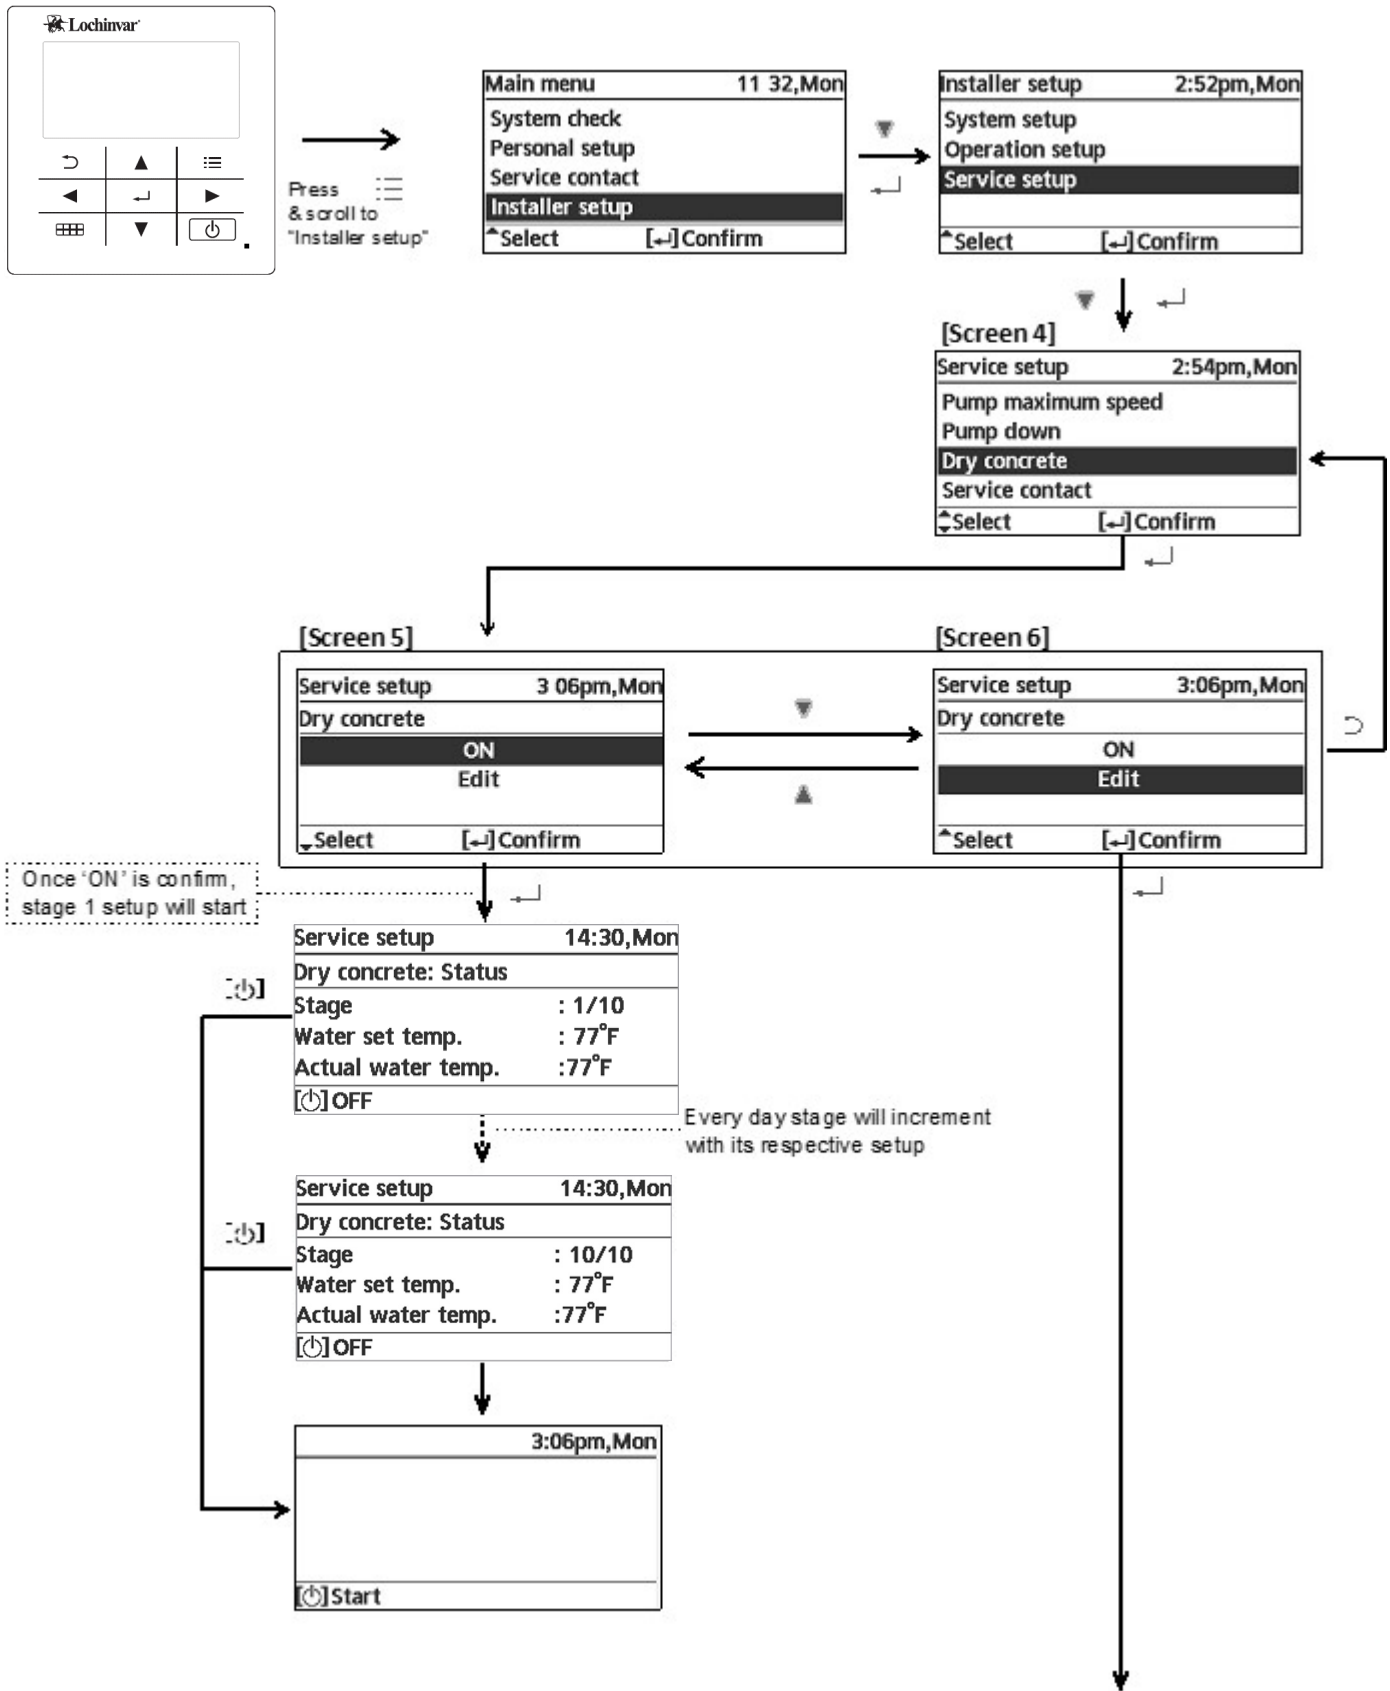 Lochinvar
Press
& scroll to
"Installer setup"
Main menu 11 32,Mon
System check
Personal setup
Service contact
Installer setup
Select [↵]Confirm
Installer setup 2:52pm,Mon
System setup
Operation setup
Service setup
Select [↵]Confirm
[Screen 4]
Service setup 2:54pm,Mon
Pump maximum speed
Pump down
Dry concrete
Service contact
Select [↵]Confirm
[Screen 5]
Service setup 3 06pm,Mon
Dry concrete
ON
Edit
Select [↵]Confirm
[Screen 6]
Service setup 3:06pm,Mon
Dry concrete
ON
Edit
Select [↵]Confirm
Once 'ON' is confirm,
stage 1 setup will start
Service setup 14:30,Mon
Dry concrete: Status
Stage : 1/10
Water set temp. : 77°F
Actual water temp. :77°F
[⏻]OFF
[⏻]
Every day stage will increment
with its respective setup
Service setup 14:30,Mon
Dry concrete: Status
Stage : 10/10
Water set temp. : 77°F
Actual water temp. :77°F
[⏻]OFF
[⏻]
3:06pm,Mon
[⏻]Start